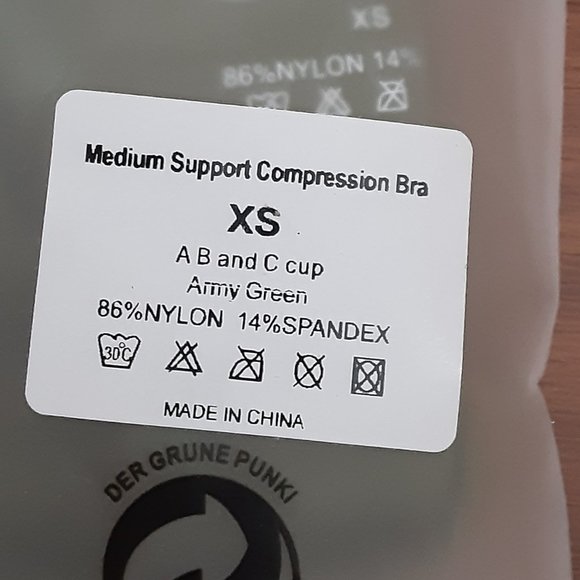 XS
86%NYLON 14%
Medium Support Compression Bra
XS
A B and C cup
Army Green
86%NYLON 14%SPANDEX
30°C
MADE IN CHINA
DER GRUNE PUNKT